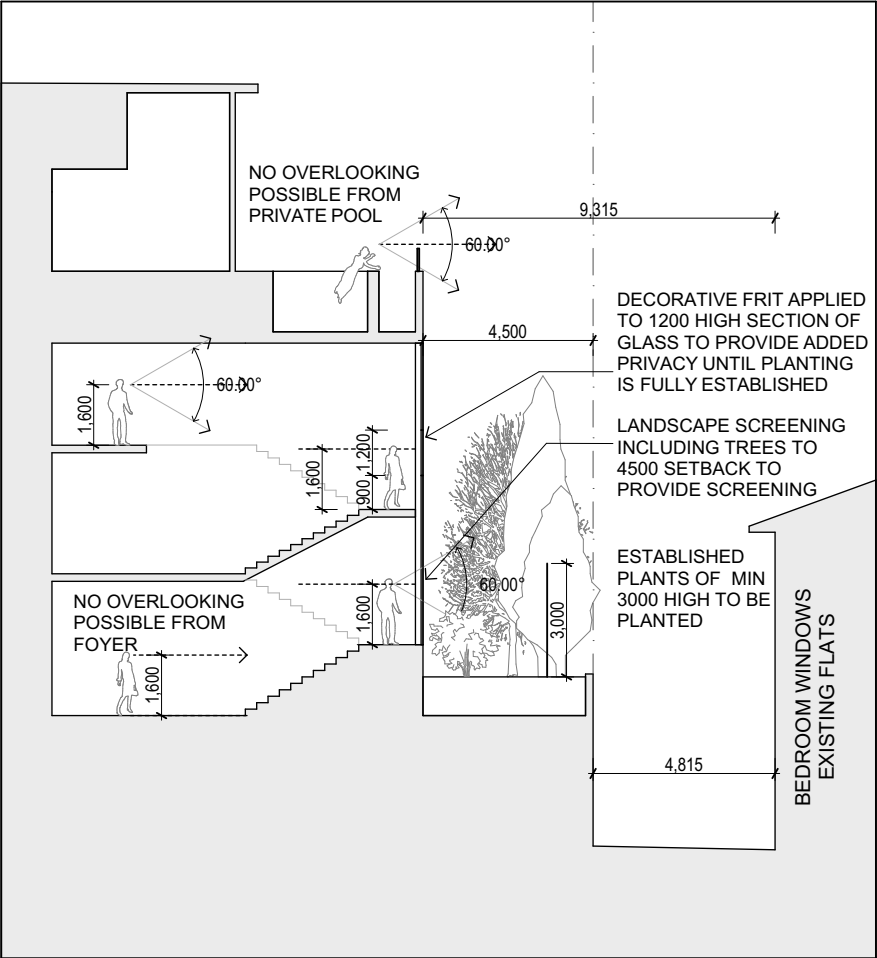 NO OVERLOOKING
POSSIBLE FROM
PRIVATE POOL
9,315
60.00°
DECORATIVE FRIT APPLIED
TO 1200 HIGH SECTION OF
GLASS TO PROVIDE ADDED
PRIVACY UNTIL PLANTING
IS FULLY ESTABLISHED
4,500
60.00°
1,600
LANDSCAPE SCREENING
INCLUDING TREES TO
4500 SETBACK TO
PROVIDE SCREENING
1,200
1,600
900
ESTABLISHED
PLANTS OF MIN
3000 HIGH TO BE
PLANTED
60.00°
NO OVERLOOKING
POSSIBLE FROM
FOYER
1,600
3,000
1,600
4,815
BEDROOM WINDOWS
EXISTING FLATS